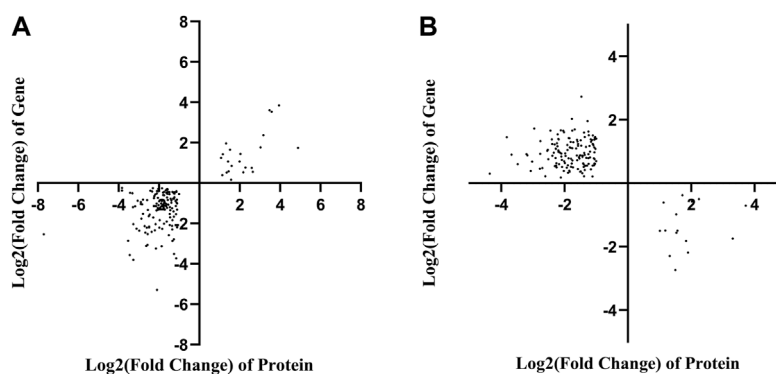 A
Log2(Fold Change) of Gene
8
6
4
2
-8 -6 -4 -2 2 4 6 8
-2
-4
-6
-8
Log2(Fold Change) of Protein
B
Log2(Fold Change) of Gene
4
2
-4 -2 2 4
-2
-4
Log2(Fold Change) of Protein